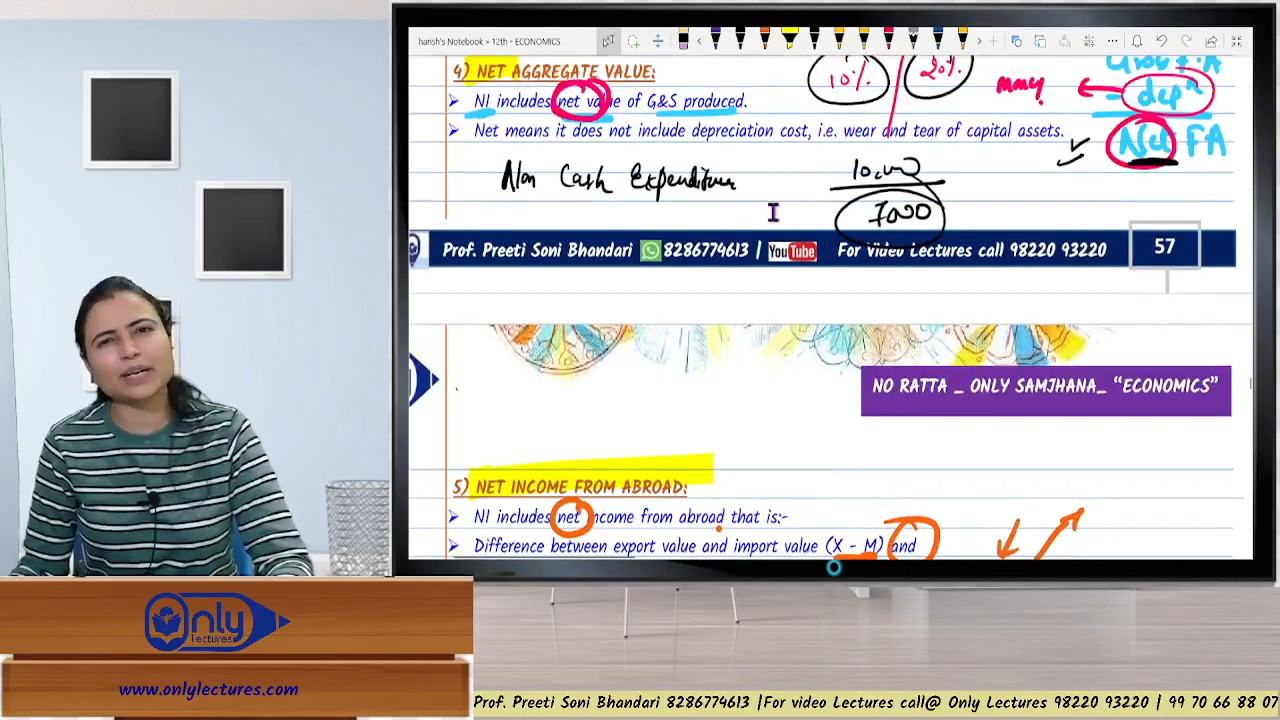 harish's Notebook » 12th - ECONOMICS
4) NET AGGREGATE VALUE:
➤ NI includes net value of G&S produced.
➤ Net means it does not include depreciation cost, i.e. wear and tear of capital assets.
Non Cash Expenditure
10%
20%
10,000
7000
- depn
Net FA
Prof. Preeti Soni Bhandari 8286774613 | YouTube For Video Lectures call 98220 93220
57
NO RATTA _ ONLY SAMJHANA_ “ECONOMICS”
5) NET INCOME FROM ABROAD:
➤ NI includes net income from abroad that is:-
➤ Difference between export value and import value (X - M) and
Only
lectures
www.onlylectures.com
Prof. Preeti Soni Bhandari 8286774613 |For video Lectures call@ Only Lectures 98220 93220 | 99 70 66 88 07